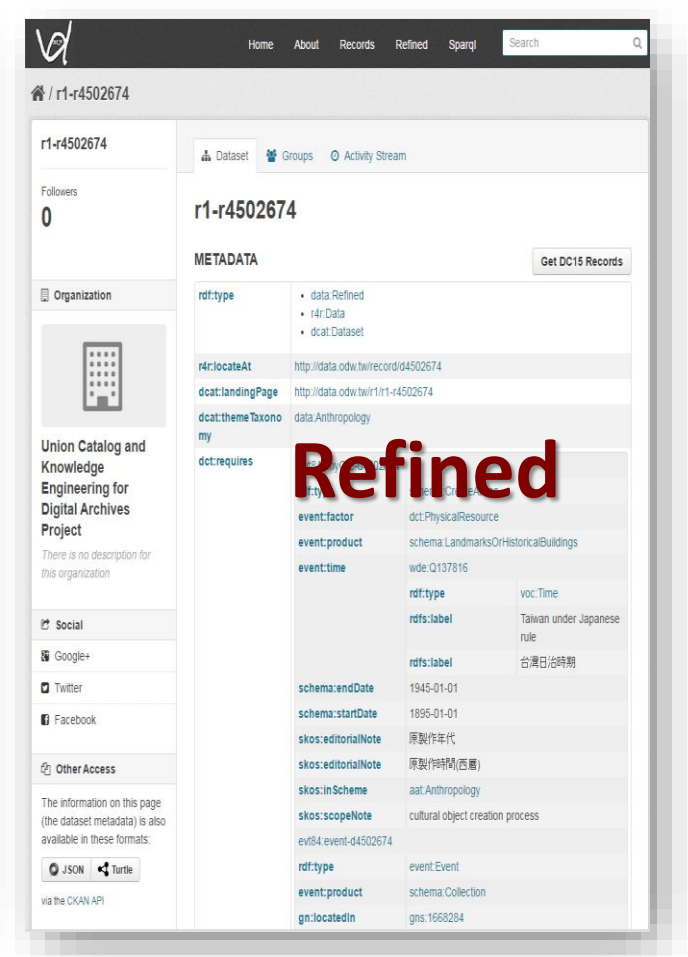 Home About Records Refined Sparql Search
/ r1-r4502674
r1-r4502674
Followers
0
Organization
Union Catalog and
Knowledge
Engineering for
Digital Archives
Project
There is no description for
this organization
Social
Google+
Twitter
Facebook
Other Access
The information on this page
(the dataset metadata) is also
available in these formats:
JSON Turtle
via the CKAN API
Dataset Groups Activity Stream
r1-r4502674
METADATA Get DC15 Records
rdf:type
data:Refined
r4r:Data
dcat:Dataset
r4r:locateAt http://data.odw.tw/record/d4502674
dcat:landingPage http://data.odw.tw/r1/r1-r4502674
dcat:themeTaxono
my
data:Anthropology
dct:requires
Refined
event:factor dct:PhysicalResource
event:product schema:LandmarksOrHistoricalBuildings
event:time wde:Q137816
rdf:type voc:Time
rdfs:label Taiwan under Japanese
rule
rdfs:label 台灣日治時期
schema:endDate 1945-01-01
schema:startDate 1895-01-01
skos:editorialNote 原製作年代
skos:editorialNote 原製作時間(西曆)
skos:inScheme aat:Anthropology
skos:scopeNote cultural object creation process
evt84:event-d4502674
rdf:type event:Event
event:product schema:Collection
gn:locatedIn gns:1668284